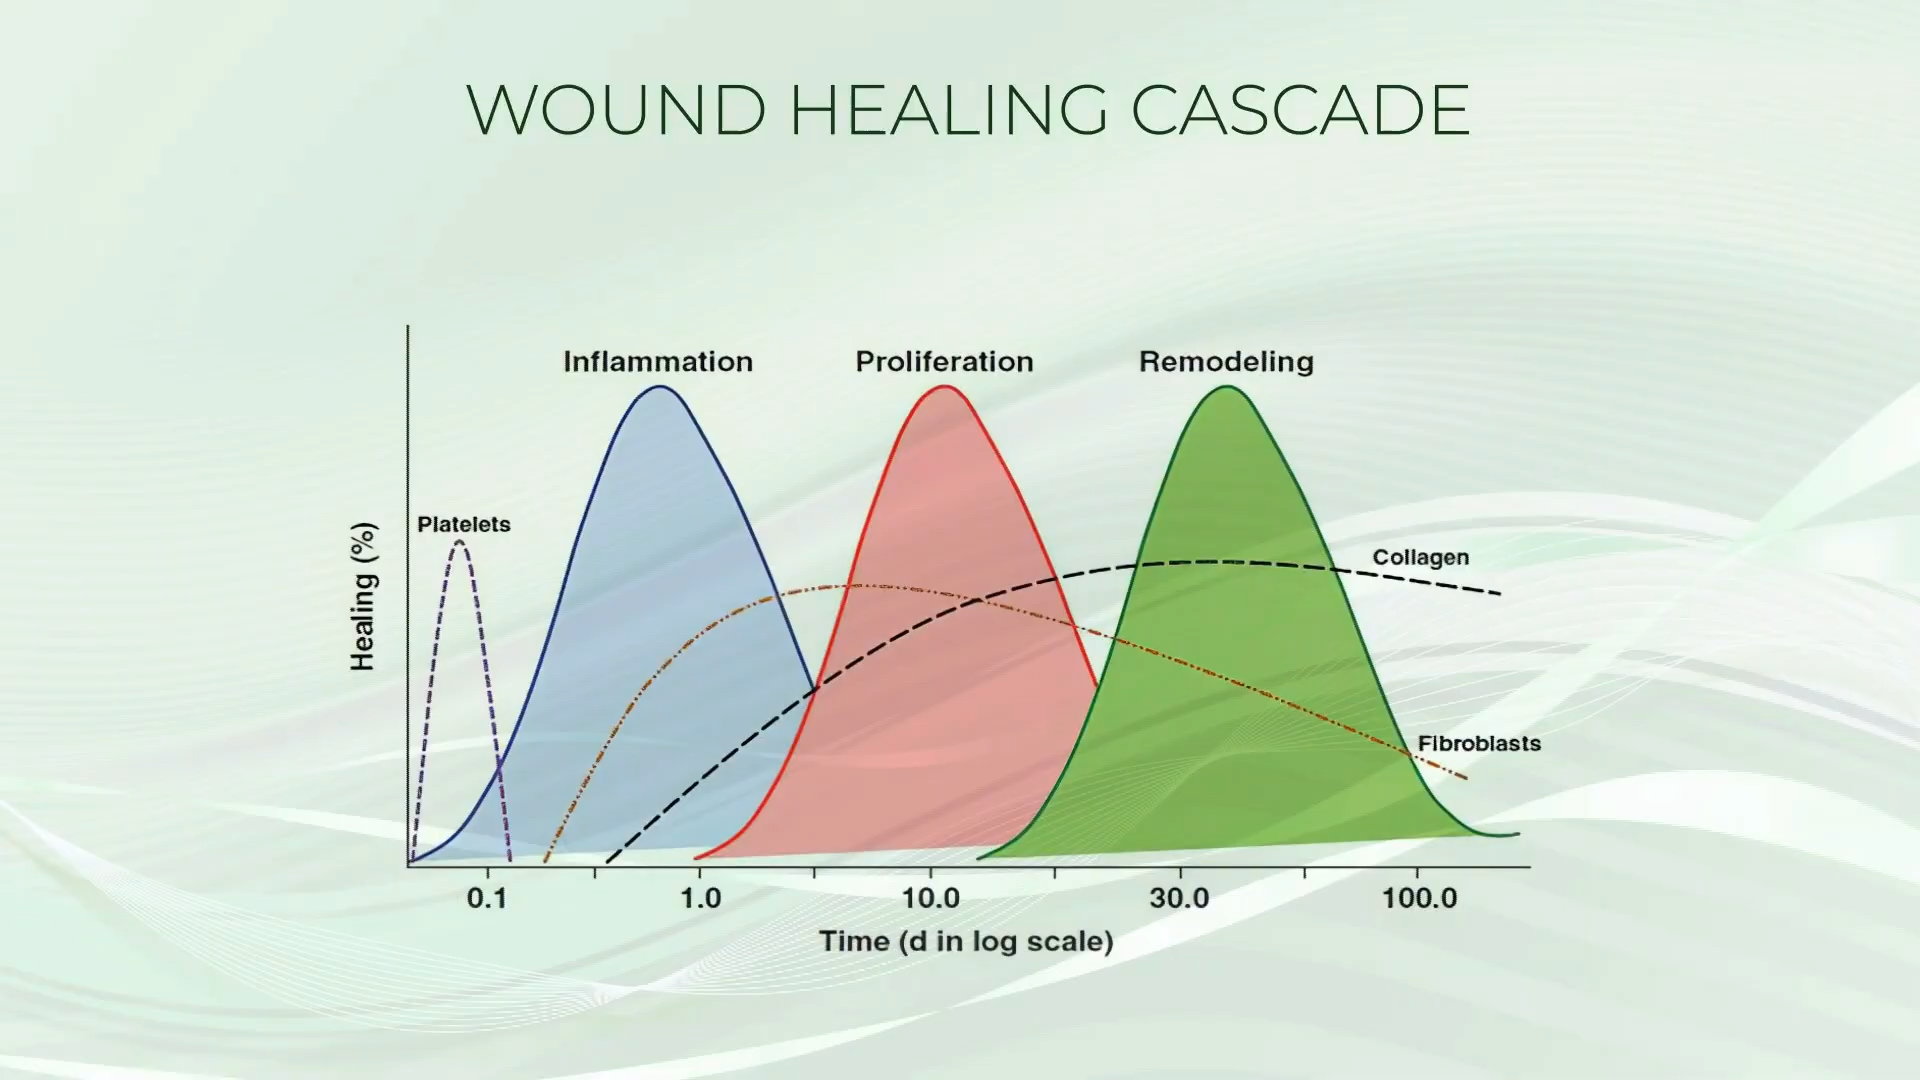 WOUND HEALING CASCADE
Inflammation
Proliferation
Remodeling
Platelets
Collagen
Fibroblasts
Healing (%)
0.1
1.0
10.0
30.0
100.0
Time (d in log scale)